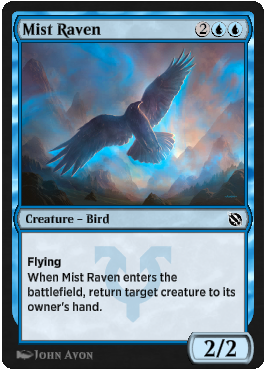 Mist Raven 2
Creature – Bird
Flying
When Mist Raven enters the
battlefield, return target creature to its
owner's hand.
2/2
John Avon